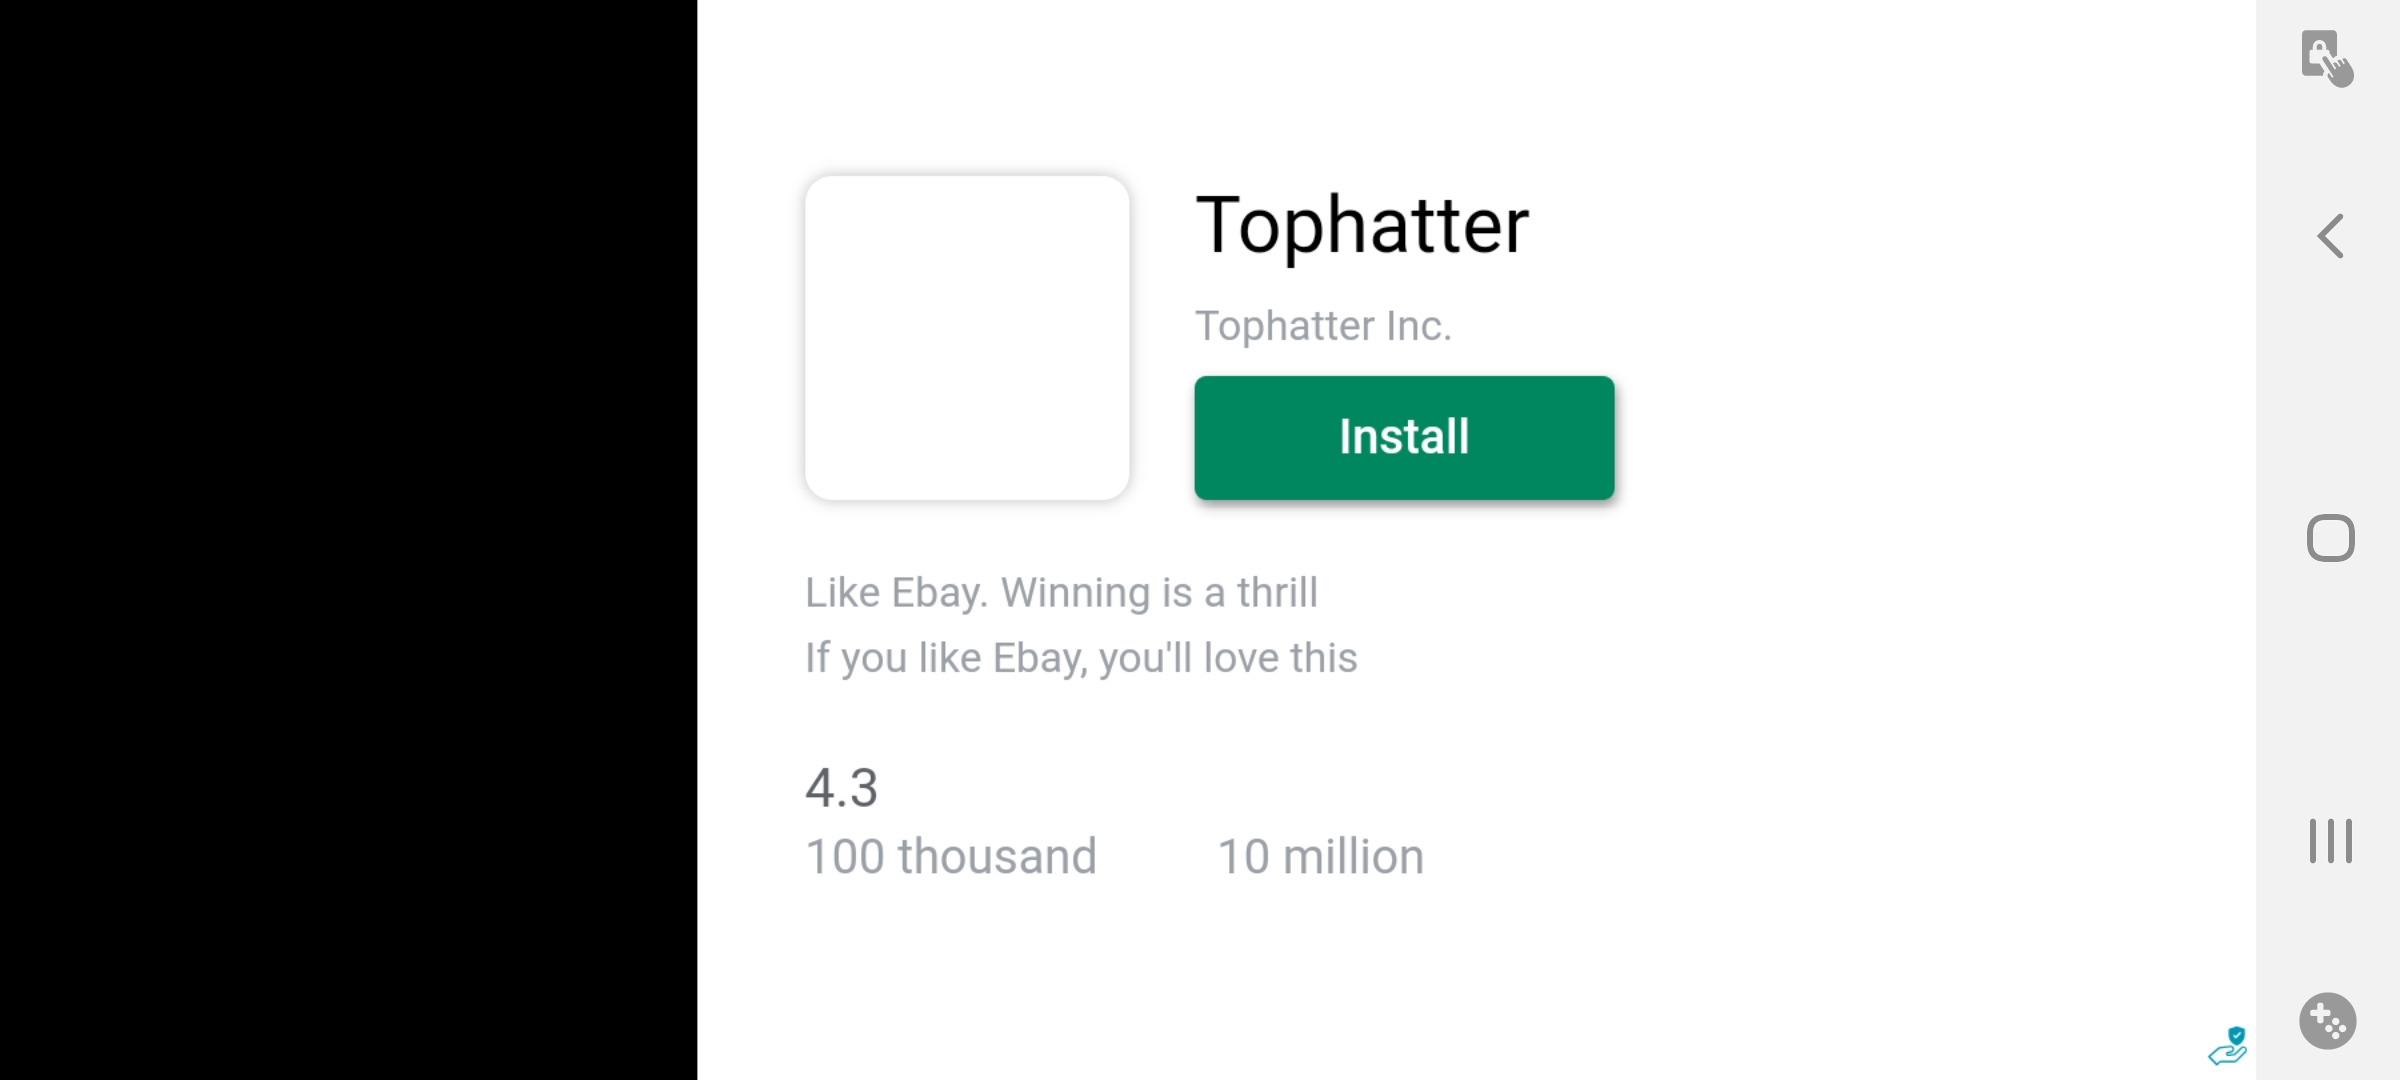 Tophatter
Tophatter Inc.
Install
Like Ebay. Winning is a thrill
If you like Ebay, you'll love this
4.3
100 thousand
10 million